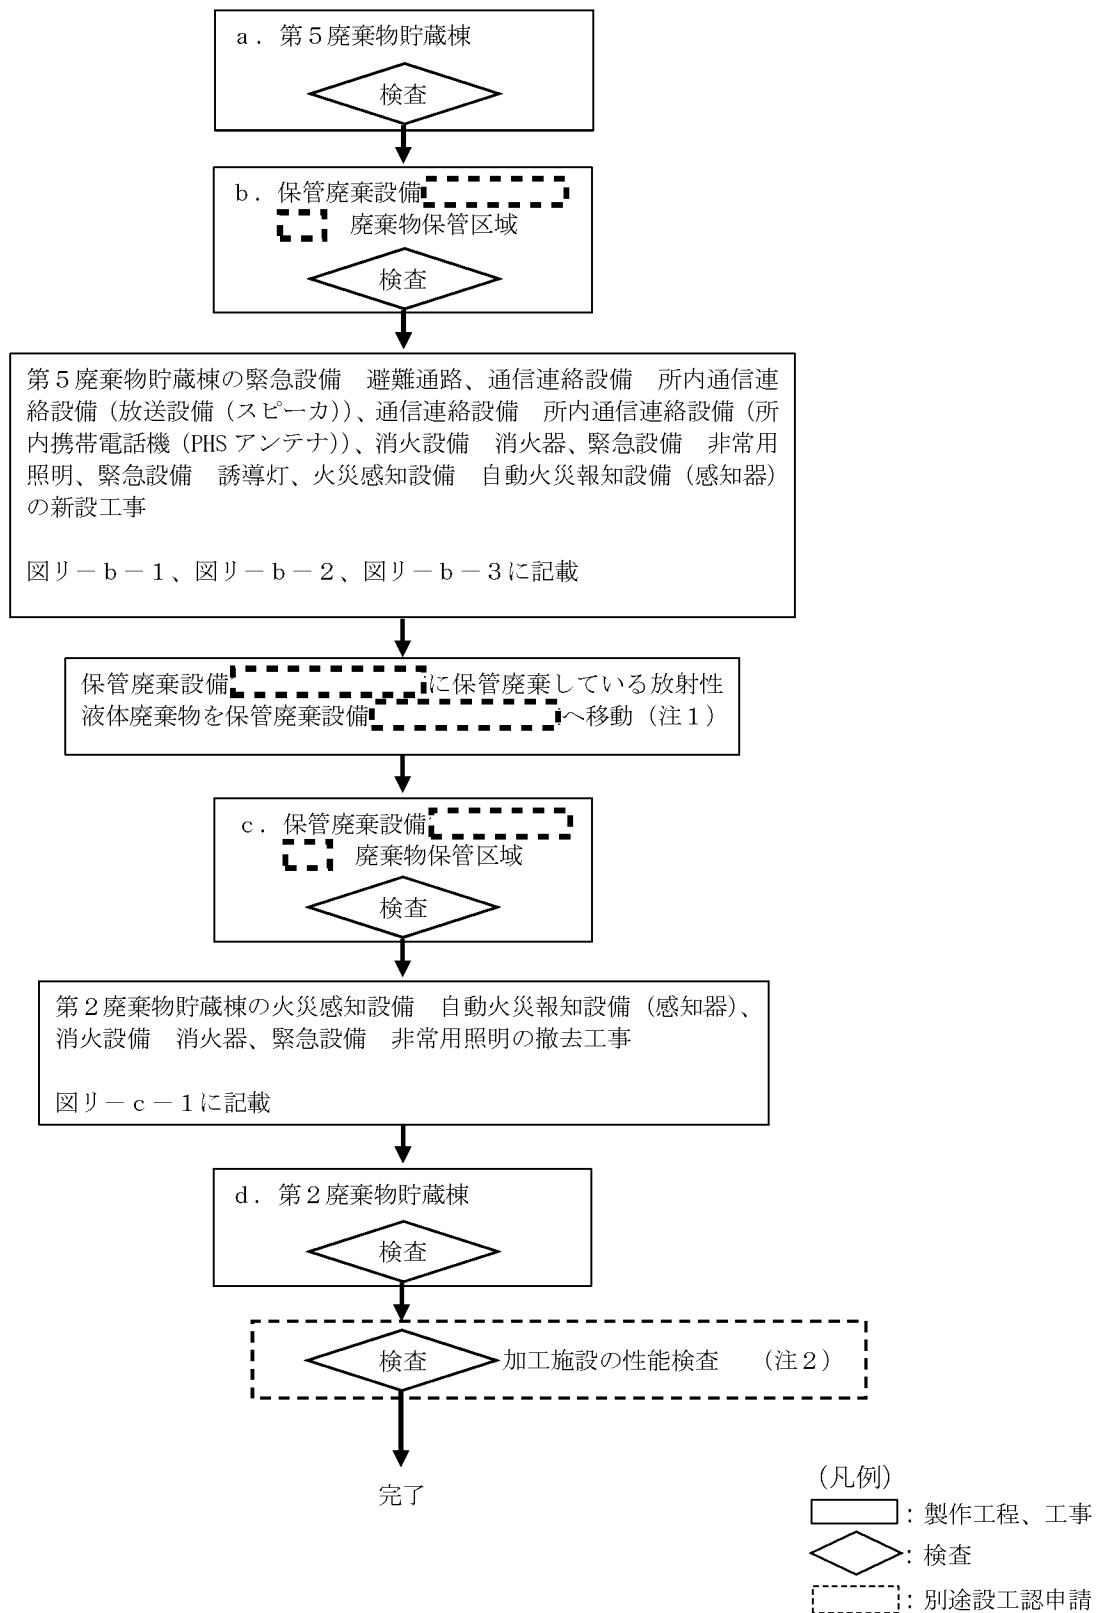 a．第５廃棄物貯蔵棟
検査
b．保管廃棄設備
廃棄物保管区域
検査
第５廃棄物貯蔵棟の緊急設備　避難通路、通信連絡設備　所内通信連
絡設備（放送設備（スピーカ））、通信連絡設備　所内通信連絡設備（所
内携帯電話機（PHS アンテナ））、消火設備　消火器、緊急設備　非常用
照明、緊急設備　誘導灯、火災感知設備　自動火災報知設備（感知器）
の新設工事
図リ－b－１、図リ－b－２、図リ－b－３に記載
保管廃棄設備　に保管廃棄している放射性
液体廃棄物を保管廃棄設備　へ移動（注１）
c．保管廃棄設備
廃棄物保管区域
検査
第２廃棄物貯蔵棟の火災感知設備　自動火災報知設備（感知器）、
消火設備　消火器、緊急設備　非常用照明の撤去工事
図リ－c－１に記載
d．第２廃棄物貯蔵棟
検査
検査　加工施設の性能検査　（注２）
完了
（凡例）
：製作工程、工事
：検査
：別途設工認申請